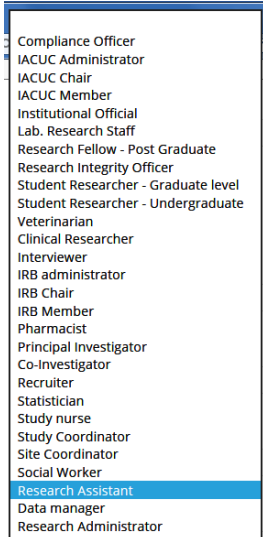 Compliance Officer
IACUC Administrator
IACUC Chair
IACUC Member
Institutional Official
Lab. Research Staff
Research Fellow - Post Graduate
Research Integrity Officer
Student Researcher - Graduate level
Student Researcher - Undergraduate
Veterinarian
Clinical Researcher
Interviewer
IRB administrator
IRB Chair
IRB Member
Pharmacist
Principal Investigator
Co-Investigator
Recruiter
Statistician
Study nurse
Study Coordinator
Site Coordinator
Social Worker
Research Assistant
Data manager
Research Administrator